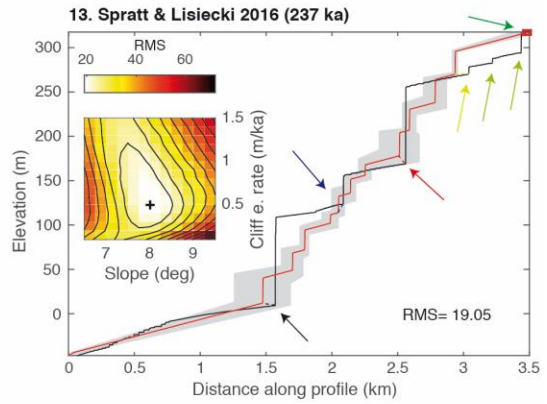 13. Spratt & Lisiecki 2016 (237 ka)
RMS
20 40 60
1.5
1
0.5
Cliff e. rate (m/ka)
7 8 9
Slope (deg)
300
250
200
150
100
50
0
Elevation (m)
RMS= 19.05
0 0.5 1 1.5 2 2.5 3 3.5
Distance along profile (km)